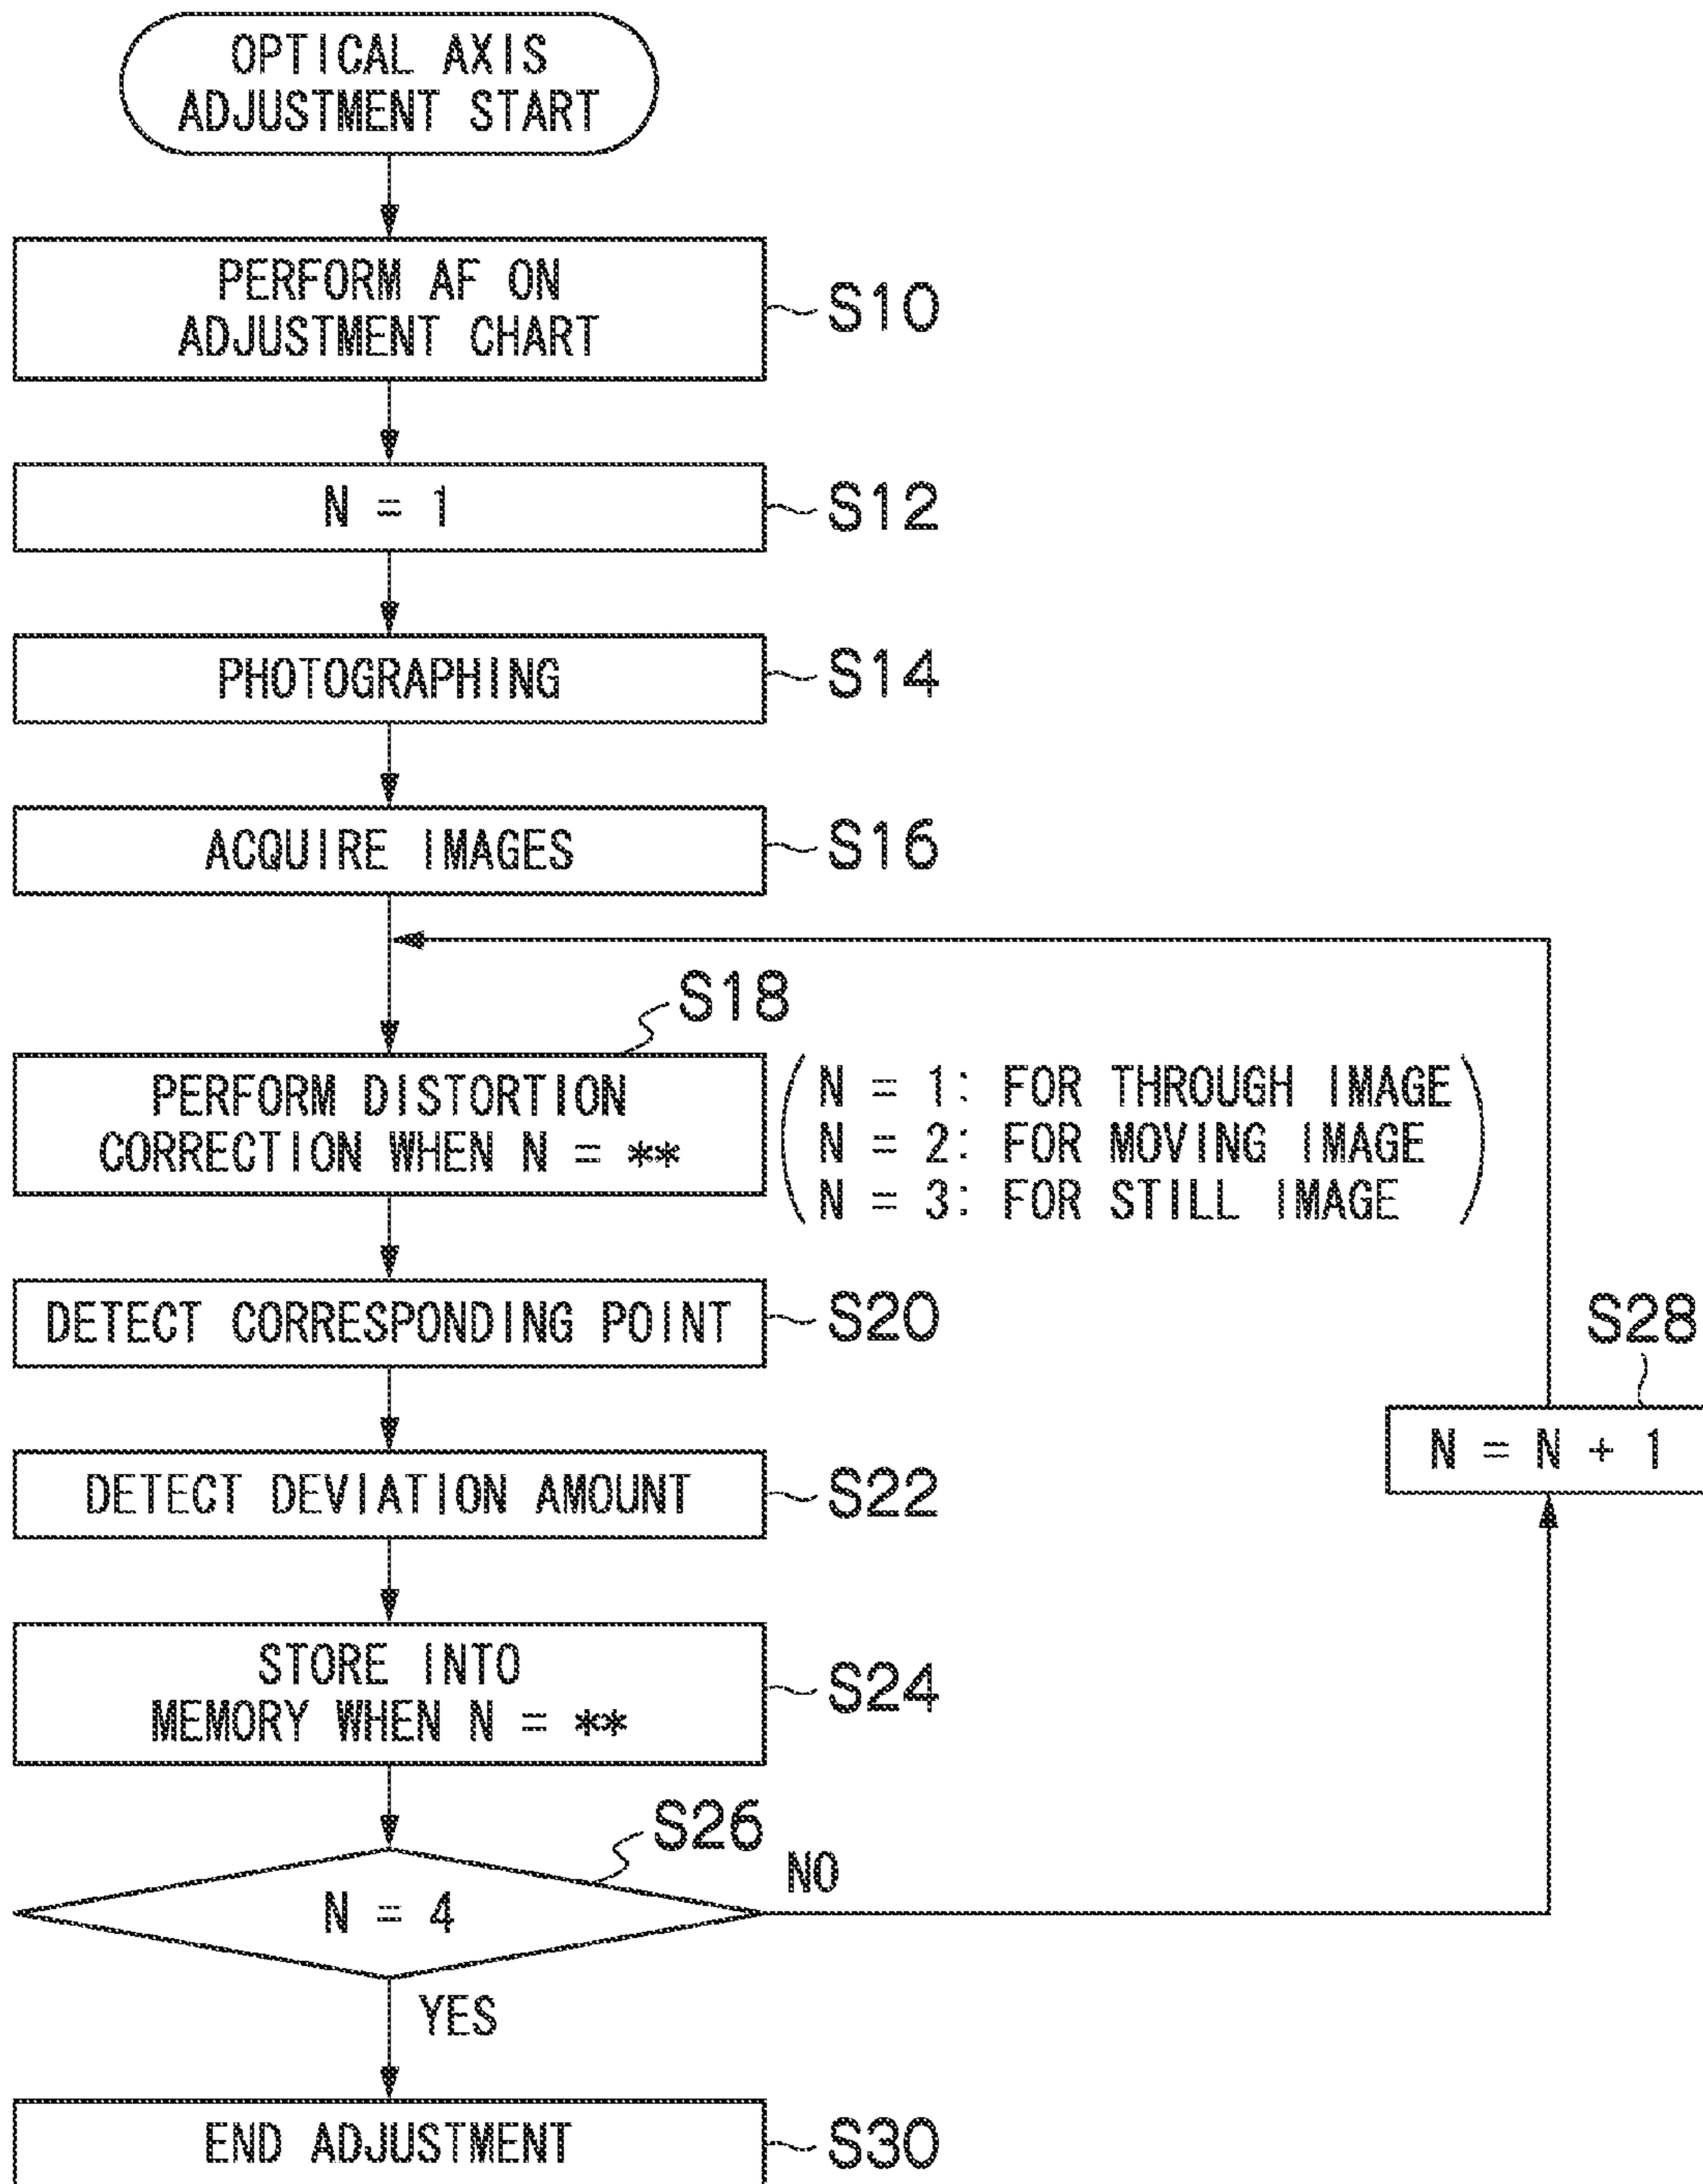 OPTICAL AXIS
ADJUSTMENT START
PERFORM AF ON
ADJUSTMENT CHART
S10
N = 1
S12
PHOTOGRAPHING
S14
ACQUIRE IMAGES
S16
S18
PERFORM DISTORTION
CORRECTION WHEN N = **
N = 1: FOR THROUGH IMAGE
N = 2: FOR MOVING IMAGE
N = 3: FOR STILL IMAGE
DETECT CORRESPONDING POINT
S20
S28
N = N + 1
DETECT DEVIATION AMOUNT
S22
STORE INTO
MEMORY WHEN N = **
S24
S26
N = 4
NO
YES
END ADJUSTMENT
S30